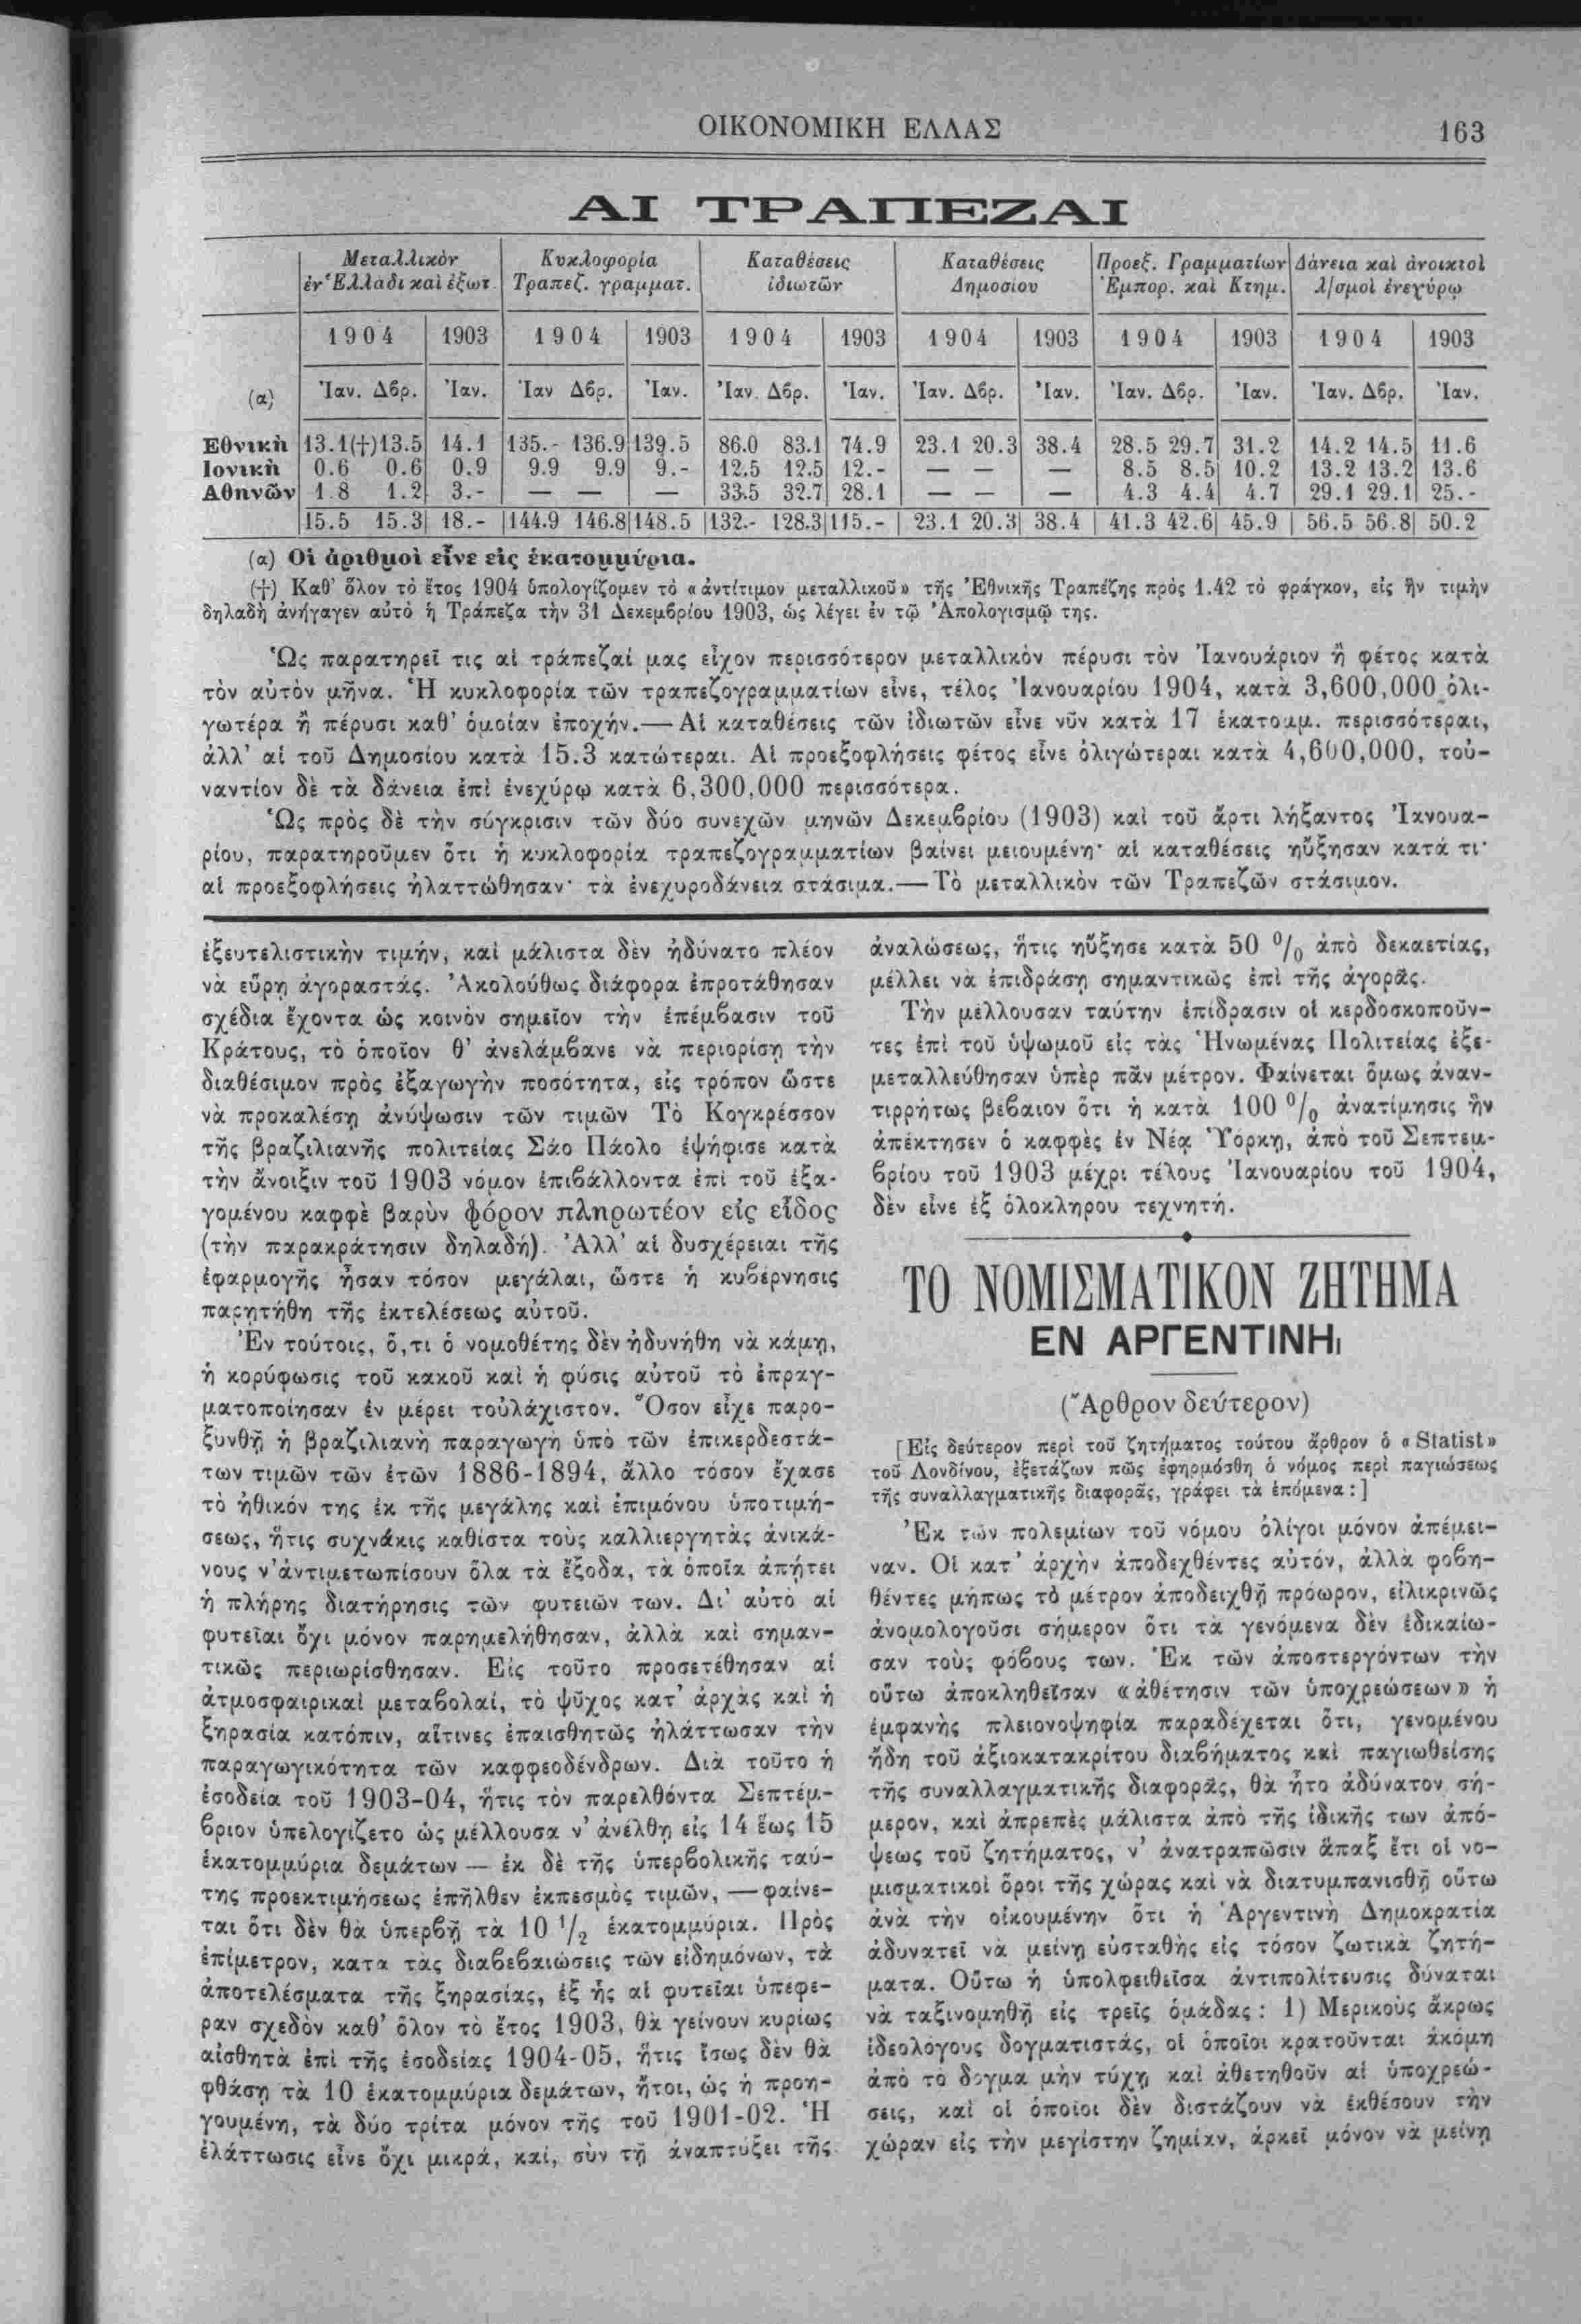 ΟΙΚΟΝΟΜΙΚΗ ΕΛΛΑΣ 163
ΑΙ ΤΡΑΠΕΖΑΙ
Μεταλλικὸν Κυκλοφορία Καταθέσεις Καταθέσεις Προεξ. Γραμματίων Δάνεια καὶ ἀνοικτοὶ
ἐν Ἑλλάδι καὶ ἐξωτ. Τραπεζ. γραμματ. ἰδιωτῶν Δημοσίου Ἐμπορ. καὶ Κτημ. λ)σμοὶ ἐνεχύρῳ
1904 1903 1904 1903 1904 1903 1904 1903 1904 1903 1904 1903
(α) Ἰαν. Δβρ. Ἰαν. Ἰαν Δβρ. Ἰαν. Ἰαν. Δβρ. Ἰαν. Ἰαν. Δβρ. Ἰαν. Ἰαν. Δβρ. Ἰαν. Ἰαν. Δβρ. Ἰαν.
Εθνικὴ 13.1(†)13.5 14.1 135.- 136.9 139.5 86.0 83.1 74.9 23.1 20.3 38.4 28.5 29.7 31.2 14.2 14.5 11.6
Ιονικὴ 0.6 0.6 0.9 9.9 9.9 9.- 12.5 12.5 12.- — — — 8.5 8.5 10.2 13.2 13.2 13.6
Αθηνῶν 1.8 1.2 3.- — — — 33.5 32.7 28.1 — — — 4.3 4.4 4.7 29.1 29.1 25.-
15.5 15.3 18.- 144.9 146.8 148.5 132.- 128.3 115.- 23.1 20.3 38.4 41.3 42.6 45.9 56.5 56.8 50.2
(α) Οἱ ἀριθμοὶ εἶνε εἰς ἑκατομμύρια.
(†) Καθ' ὅλον τὸ ἔτος 1904 ὑπολογίζομεν τὸ «ἀντίτιμον μεταλλικοῦ» τῆς Ἐθνικῆς Τραπέζης πρὸς 1.42 τὸ φράγκον, εἰς ἣν τιμὴν
δηλαδὴ ἀνήγαγεν αὐτὸ ἡ Τράπεζα τὴν 31 Δεκεμβρίου 1903, ὡς λέγει ἐν τῷ Ἀπολογισμῷ της.
Ὡς παρατηρεῖ τις αἱ τράπεζαί μας εἶχον περισσότερον μεταλλικὸν πέρυσι τὸν Ἰανουάριον ἢ φέτος κατὰ
τὸν αὐτὸν μῆνα. Ἡ κυκλοφορία τῶν τραπεζογραμματίων εἶνε, τέλος Ἰανουαρίου 1904, κατὰ 3,600,000 ὀλι-
γωτέρα ἢ πέρυσι καθ' ὁμοίαν ἐποχήν.—Αἱ καταθέσεις τῶν ἰδιωτῶν εἶνε νῦν κατὰ 17 ἑκατομμ. περισσότεραι,
ἀλλ' αἱ τοῦ Δημοσίου κατὰ 15.3 κατώτεραι. Αἱ προεξοφλήσεις φέτος εἶνε ὀλιγώτεραι κατὰ 4,600,000, τοὐ-
ναντίον δὲ τὰ δάνεια ἐπὶ ἐνεχύρῳ κατὰ 6,300,000 περισσότερα.
Ὡς πρὸς δὲ τὴν σύγκρισιν τῶν δύο συνεχῶν μηνῶν Δεκεμβρίου (1903) καὶ τοῦ ἄρτι λήξαντος Ἰανουα-
ρίου, παρατηροῦμεν ὅτι ἡ κυκλοφορία τραπεζογραμματίων βαίνει μειουμένη· αἱ καταθέσεις ηὔξησαν κατά τι·
αἱ προεξοφλήσεις ἠλαττώθησαν· τὰ ἐνεχυροδάνεια στάσιμα.—Τὸ μεταλλικὸν τῶν Τραπεζῶν στάσιμον.
ἐξευτελιστικὴν τιμήν, καὶ μάλιστα δὲν ἠδύνατο πλέον
νὰ εὕρῃ ἀγοραστάς. Ἀκολούθως διάφορα ἐπροτάθησαν
σχέδια ἔχοντα ὡς κοινὸν σημεῖον τὴν ἐπέμβασιν τοῦ
Κράτους, τὸ ὁποῖον θ' ἀνελάμβανε νὰ περιορίσῃ τὴν
διαθέσιμον πρὸς ἐξαγωγὴν ποσότητα, εἰς τρόπον ὥστε
νὰ προκαλέσῃ ἀνύψωσιν τῶν τιμῶν Τὸ Κογκρέσσον
τῆς βραζιλιανῆς πολιτείας Σάο Πάολο ἐψήφισε κατὰ
τὴν ἄνοιξιν τοῦ 1903 νόμον ἐπιβάλλοντα ἐπὶ τοῦ ἐξα-
γομένου καφφὲ βαρὺν φόρον πληρωτέον εἰς εἶδος
(τὴν παρακράτησιν δηλαδή). Ἀλλ' αἱ δυσχέρειαι τῆς
ἐφαρμογῆς ἦσαν τόσον μεγάλαι, ὥστε ἡ κυβέρνησις
παρῃτήθη τῆς ἐκτελέσεως αὐτοῦ.
Ἐν τούτοις, ὅ,τι ὁ νομοθέτης δὲν ἠδυνήθη νὰ κάμῃ,
ἡ κορύφωσις τοῦ κακοῦ καὶ ἡ φύσις αὐτοῦ τὸ ἐπραγ-
ματοποίησαν ἐν μέρει τοὐλάχιστον. Ὅσον εἶχε παρο-
ξυνθῆ ἡ βραζιλιανὴ παραγωγὴ ὑπὸ τῶν ἐπικερδεστά-
των τιμῶν τῶν ἐτῶν 1886-1894, ἄλλο τόσον ἔχασε
τὸ ἠθικόν της ἐκ τῆς μεγάλης καὶ ἐπιμόνου ὑποτιμή-
σεως, ἥτις συχνάκις καθίστα τοὺς καλλιεργητὰς ἀνικά-
νους ν' ἀντιμετωπίσουν ὅλα τὰ ἔξοδα, τὰ ὁποῖα ἀπῄτει
ἡ πλήρης διατήρησις τῶν φυτειῶν των. Δι' αὐτὸ αἱ
φυτεῖαι ὄχι μόνον παρημελήθησαν, ἀλλὰ καὶ σημαν-
τικῶς περιωρίσθησαν. Εἰς τοῦτο προσετέθησαν αἱ
ἀτμοσφαιρικαὶ μεταβολαί, τὸ ψῦχος κατ' ἀρχὰς καὶ ἡ
ξηρασία κατόπιν, αἵτινες ἐπαισθητῶς ἠλάττωσαν τὴν
παραγωγικότητα τῶν καφφεοδένδρων. Διὰ τοῦτο ἡ
ἐσοδεία τοῦ 1903-04, ἥτις τὸν παρελθόντα Σεπτέμ-
βριον ὑπελογίζετο ὡς μέλλουσα ν' ἀνέλθῃ εἰς 14 ἕως 15
ἑκατομμύρια δεμάτων — ἐκ δὲ τῆς ὑπερβολικῆς ταύ-
της προεκτιμήσεως ἐπῆλθεν ἐκπεσμὸς τιμῶν, —φαίνε-
ται ὅτι δὲν θὰ ὑπερβῇ τὰ 10 1/2 ἑκατομμύρια. Πρὸς
ἐπίμετρον, κατὰ τὰς διαβεβαιώσεις τῶν εἰδημόνων, τὰ
ἀποτελέσματα τῆς ξηρασίας, ἐξ ἧς αἱ φυτεῖαι ὑπέφε-
ραν σχεδὸν καθ' ὅλον τὸ ἔτος 1903, θὰ γείνουν κυρίως
αἰσθητὰ ἐπὶ τῆς ἐσοδείας 1904-05, ἥτις ἴσως δὲν θὰ
φθάσῃ τὰ 10 ἑκατομμύρια δεμάτων, ἤτοι, ὡς ἡ προη-
γουμένη, τὰ δύο τρίτα μόνον τῆς τοῦ 1901-02. Ἡ
ἐλάττωσις εἶνε ὄχι μικρά, καί, σὺν τῇ ἀναπτύξει τῆς
ἀναλώσεως, ἥτις ηὔξησε κατὰ 50 0/0 ἀπὸ δεκαετίας,
μέλλει νὰ ἐπιδράσῃ σημαντικῶς ἐπὶ τῆς ἀγορᾶς.
Τὴν μέλλουσαν ταύτην ἐπίδρασιν οἱ κερδοσκοποῦν-
τες ἐπὶ τοῦ ὑψωμοῦ εἰς τὰς Ἡνωμένας Πολιτείας ἐξε-
μεταλλεύθησαν ὑπὲρ πᾶν μέτρον. Φαίνεται ὅμως ἀναν-
τιρρήτως βέβαιον ὅτι ἡ κατὰ 100 0/0 ἀνατίμησις ἣν
ἀπέκτησεν ὁ καφφὲς ἐν Νέᾳ Ὑόρκῃ, ἀπὸ τοῦ Σεπτεμ-
βρίου τοῦ 1903 μέχρι τέλους Ἰανουαρίου τοῦ 1904,
δὲν εἶνε ἐξ ὁλοκλήρου τεχνητή.
ΤΟ ΝΟΜΙΣΜΑΤΙΚΟΝ ΖΗΤΗΜΑ
ΕΝ ΑΡΓΕΝΤΙΝΗι
(Ἄρθρον δεύτερον)
[Εἰς δεύτερον περὶ τοῦ ζητήματος τούτου ἄρθρον ὁ «Statist»
τοῦ Λονδίνου, ἐξετάζων πῶς ἐφηρμόσθη ὁ νόμος περὶ παγιώσεως
τῆς συναλλαγματικῆς διαφορᾶς, γράφει τὰ ἑπόμενα :]
Ἐκ τῶν πολεμίων τοῦ νόμου ὀλίγοι μόνον ἀπέμει-
ναν. Οἱ κατ' ἀρχὴν ἀποδεχθέντες αὐτόν, ἀλλὰ φοβη-
θέντες μήπως τὸ μέτρον ἀποδειχθῇ πρόωρον, εἰλικρινῶς
ἀνομολογοῦσι σήμερον ὅτι τὰ γενόμενα δὲν ἐδικαίω-
σαν τοὺς φόβους των. Ἐκ τῶν ἀποστεργόντων τὴν
οὕτω ἀποκληθεῖσαν «ἀθέτησιν τῶν ὑποχρεώσεων» ἡ
ἐμφανὴς πλειονοψηφία παραδέχεται ὅτι, γενομένου
ἤδη τοῦ ἀξιοκατακρίτου διαβήματος καὶ παγιωθείσης
τῆς συναλλαγματικῆς διαφορᾶς, θὰ ἦτο ἀδύνατον σή-
μερον, καὶ ἀπρεπὲς μάλιστα ἀπὸ τῆς ἰδικῆς των ἀπό-
ψεως τοῦ ζητήματος, ν' ἀνατραπῶσιν ἅπαξ ἔτι οἱ νο-
μισματικοὶ ὅροι τῆς χώρας καὶ νὰ διατυμπανισθῇ οὕτω
ἀνὰ τὴν οἰκουμένην ὅτι ἡ Ἀργεντινὴ Δημοκρατία
ἀδυνατεῖ νὰ μείνῃ εὐσταθὴς εἰς τόσον ζωτικὰ ζητή-
ματα. Οὕτω ἡ ὑπολφειθεῖσα ἀντιπολίτευσις δύναται
νὰ ταξινομηθῇ εἰς τρεῖς ὁμάδας : 1) Μερικοὺς ἄκρως
ἰδεολόγους δογματιστάς, οἱ ὁποῖοι κρατοῦνται ἀκόμη
ἀπὸ τὸ δόγμα μὴν τύχῃ καὶ ἀθετηθοῦν αἱ ὑποχρεώ-
σεις, καὶ οἱ ὁποῖοι δὲν διστάζουν νὰ ἐκθέσουν τὴν
χώραν εἰς τὴν μεγίστην ζημίαν, ἀρκεῖ μόνον νὰ μείνῃ